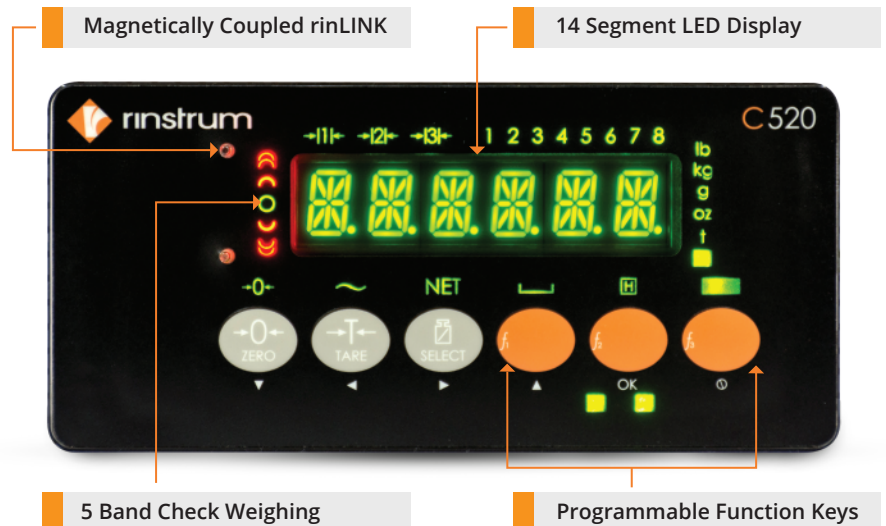 Magnetically Coupled rinLINK
14 Segment LED Display
rinstrum
C520
→|1|← →|2|← →|3|← 1 2 3 4 5 6 7 8
lb
kg
g
oz
t
→0← ~ NET H
→0← →T← f1 f2 f3
ZERO TARE SELECT
OK
5 Band Check Weighing
Programmable Function Keys